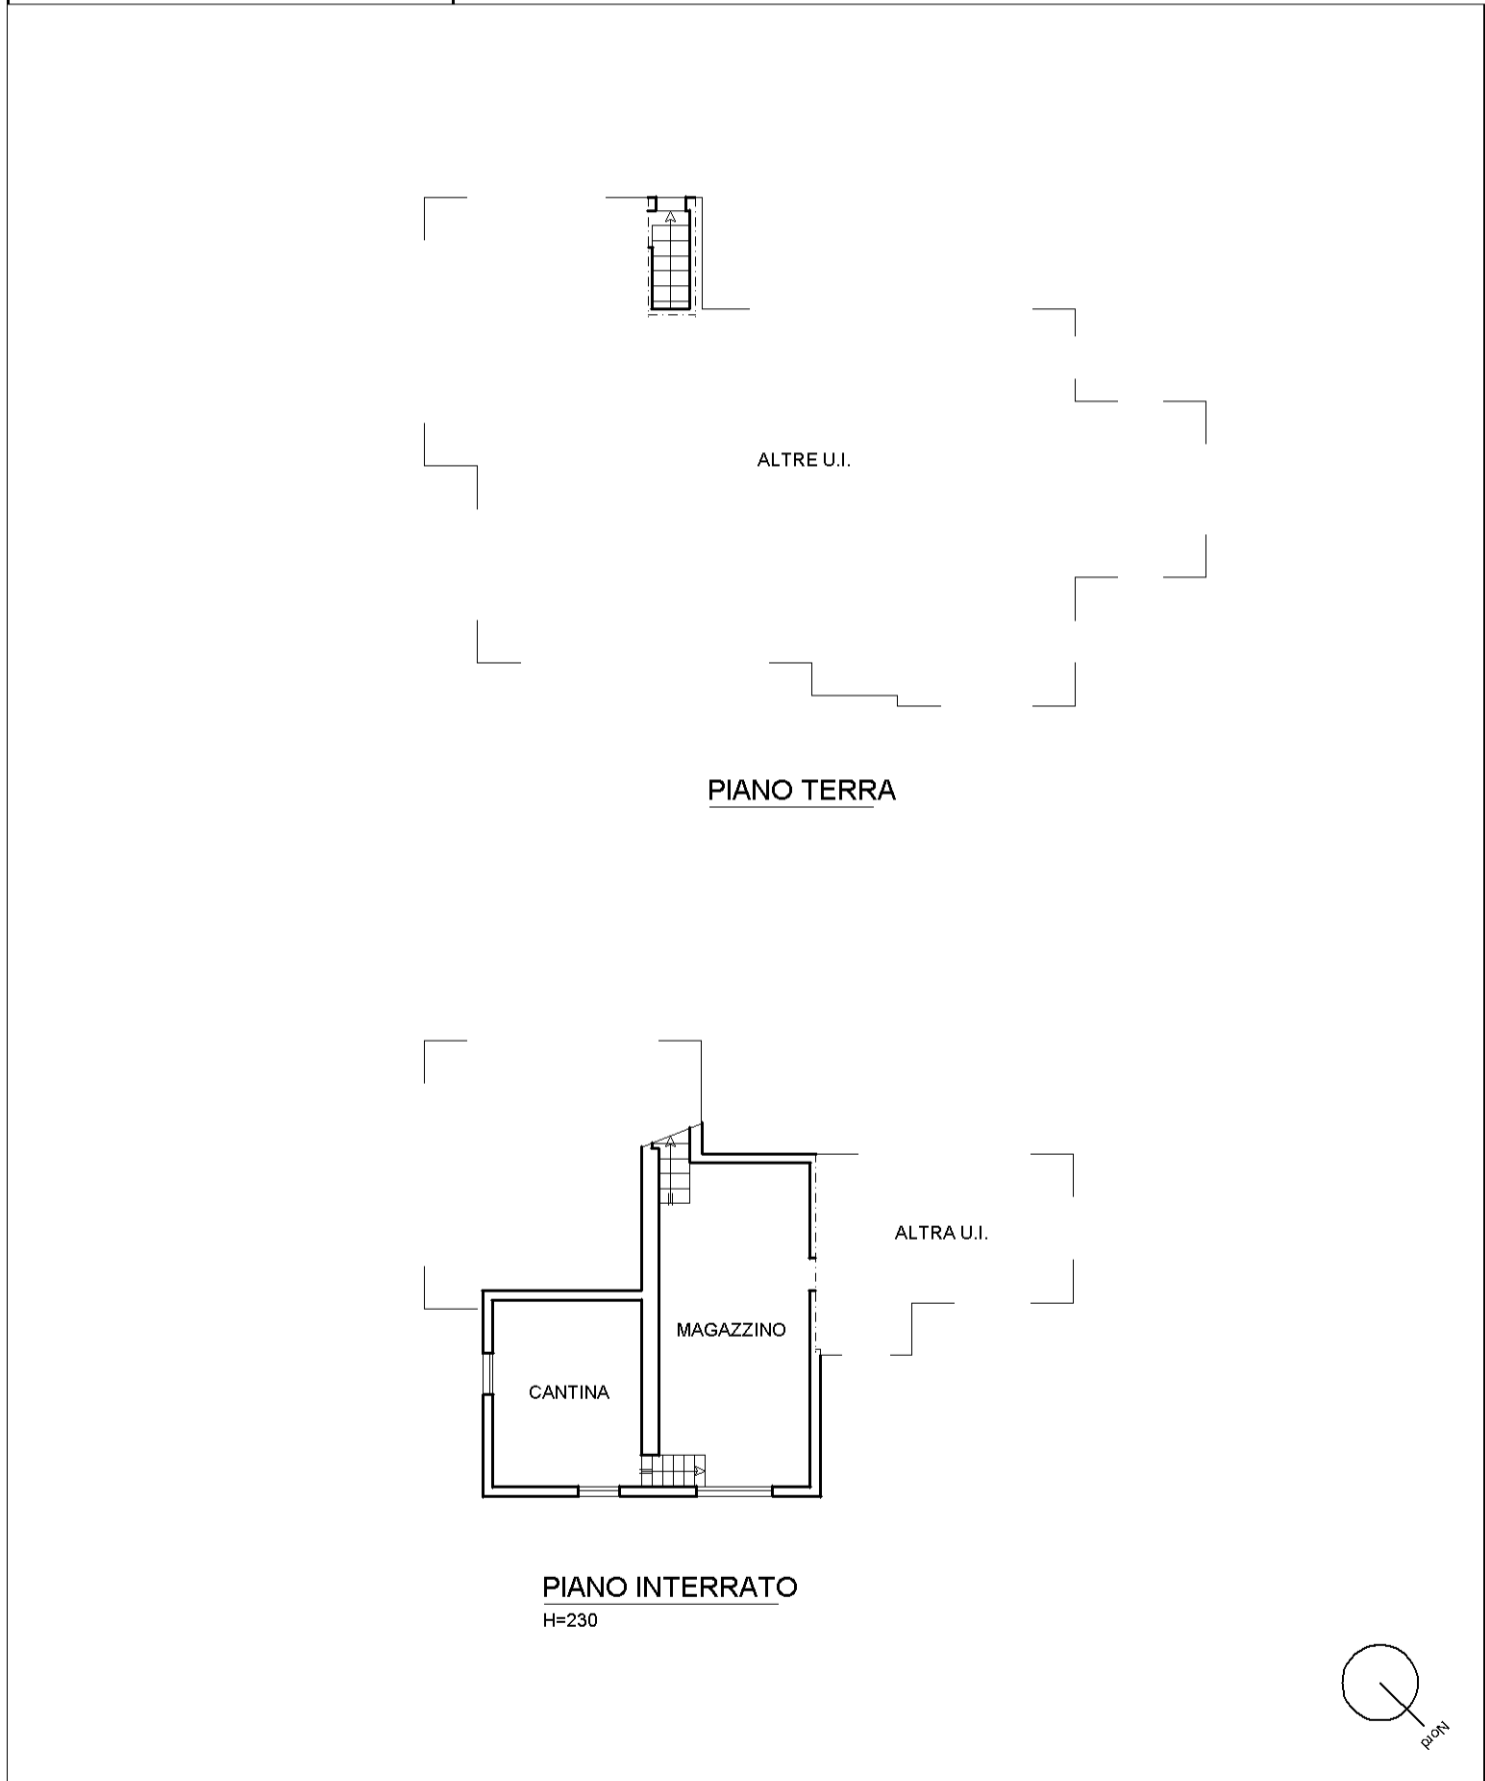 ALTRE U.I.
PIANO TERRA
ALTRA U.I.
MAGAZZINO
CANTINA
PIANO INTERRATO
H=230
Nord